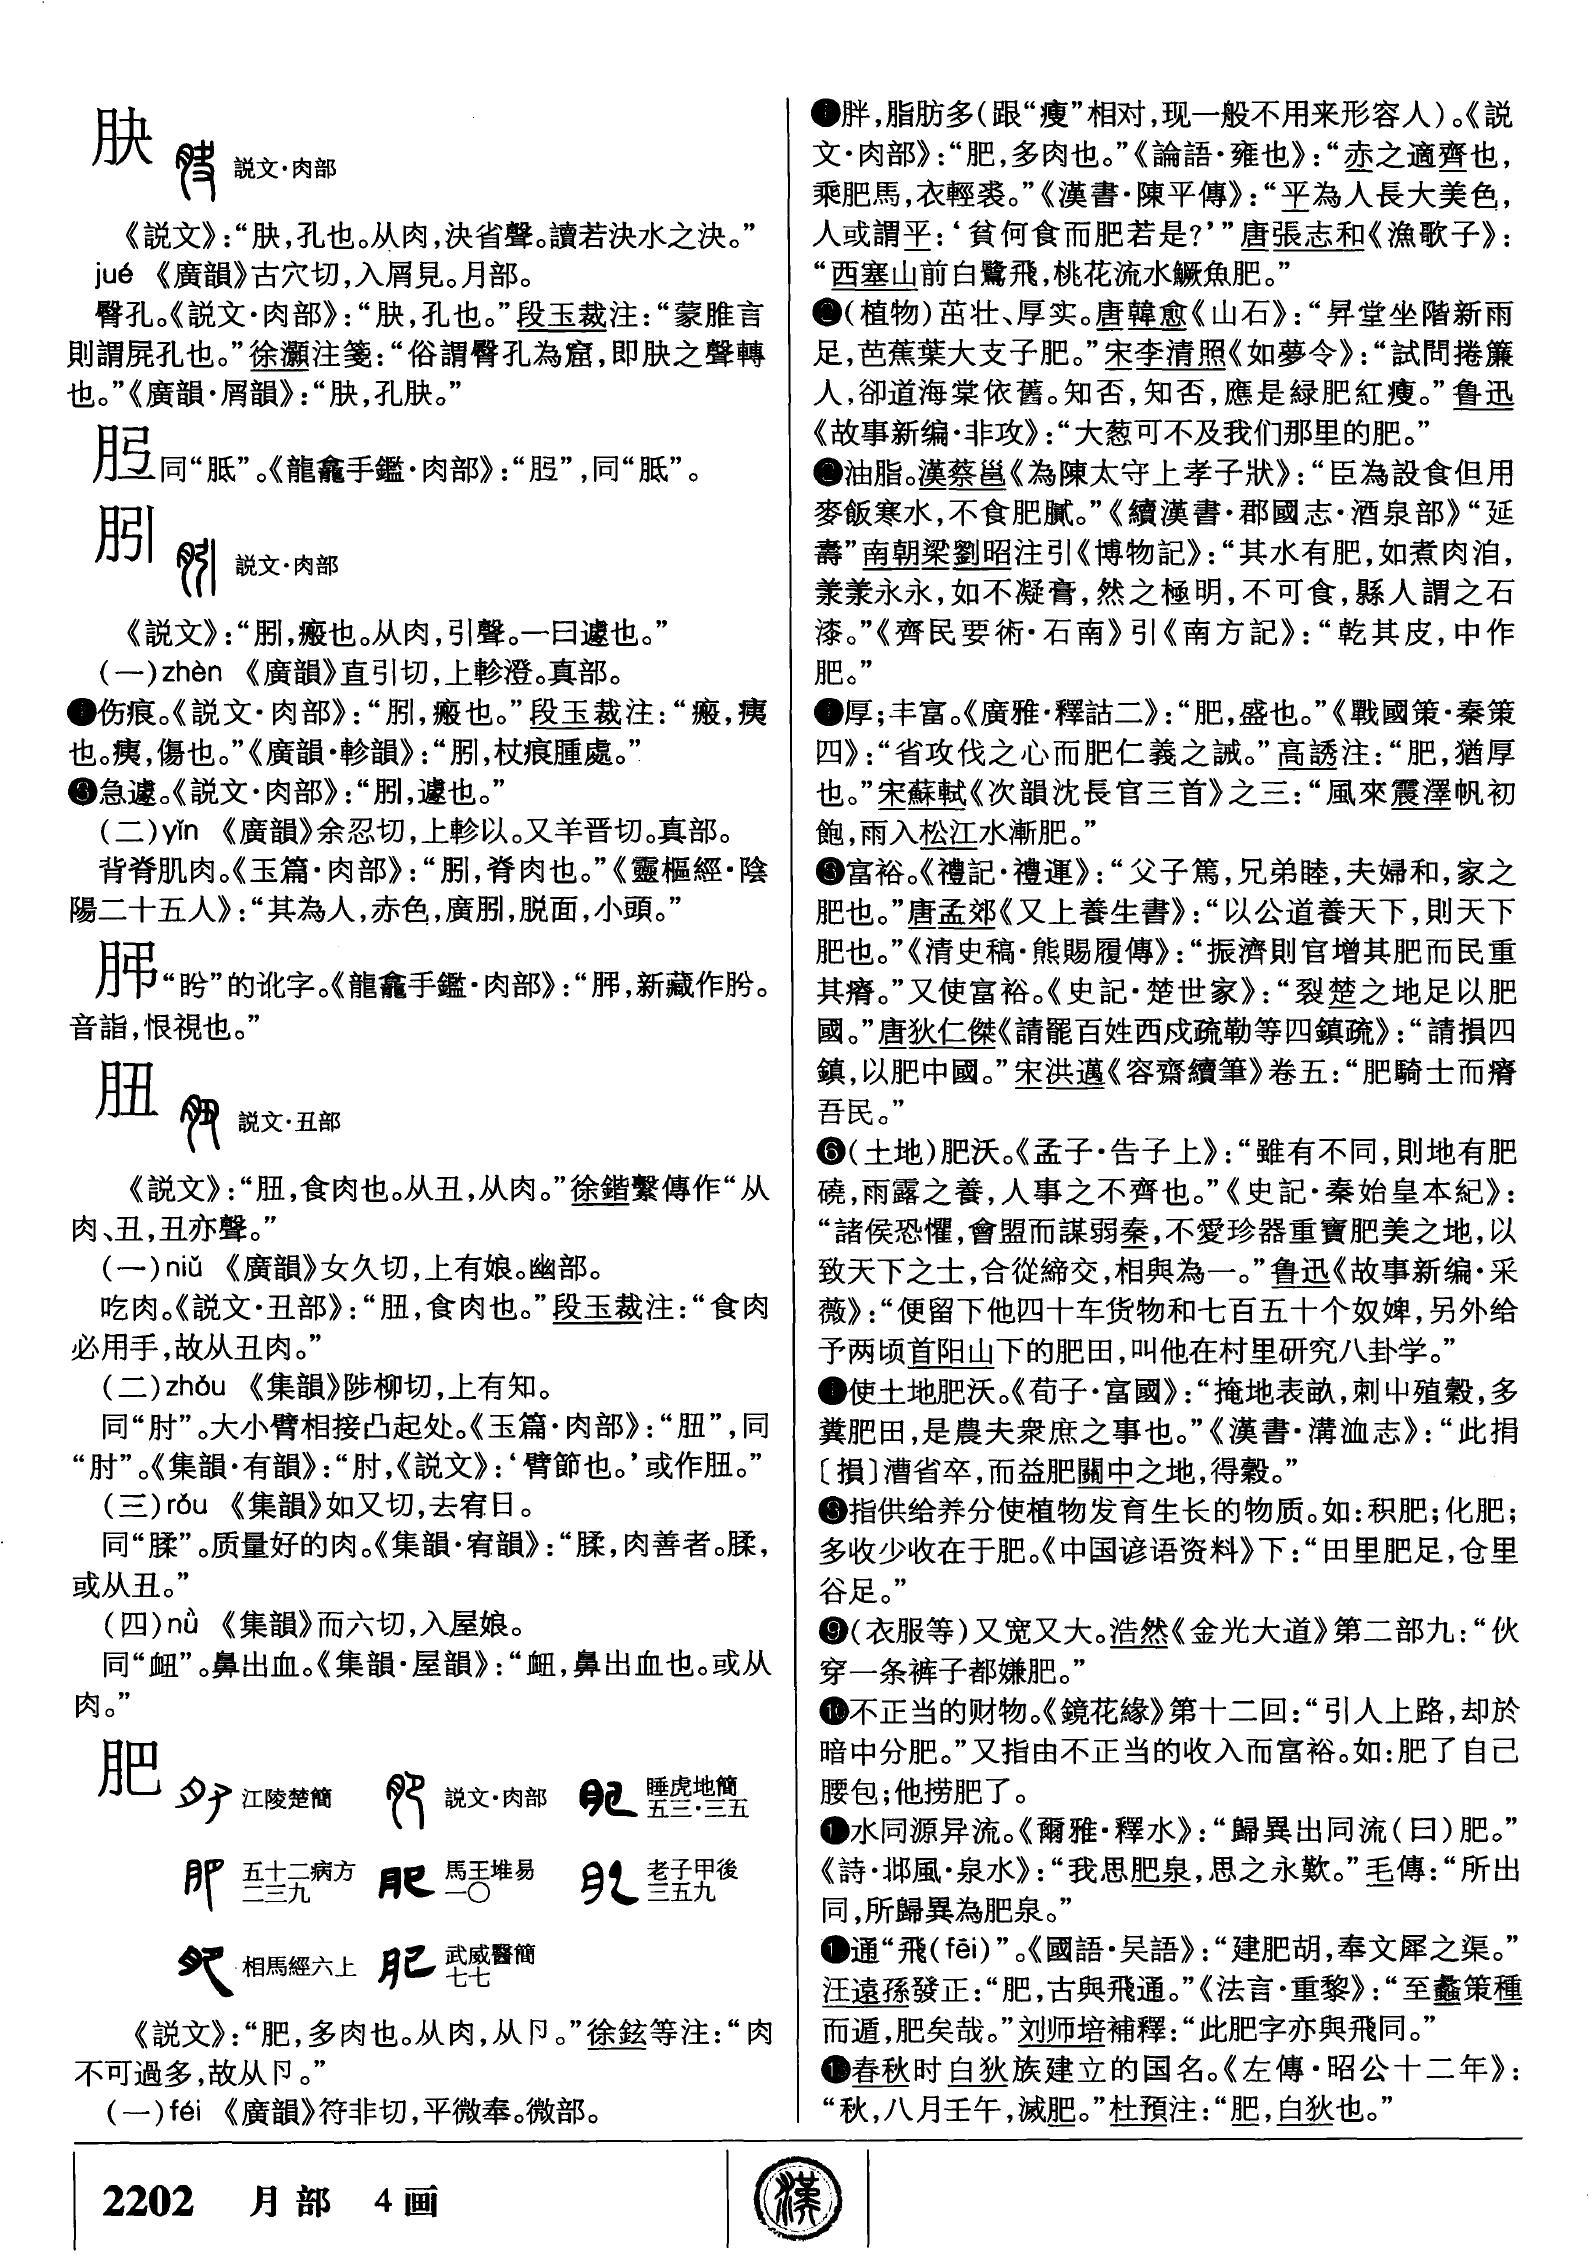 肤
説文·肉部
《説文》：“肤，孔也。从肉，決省聲。讀若決水之決。”
jué 《廣韻》古穴切，入屑見。月部。
臀孔。《説文·肉部》：“肤，孔也。”段玉裁注：“蒙脽言
則謂屍孔也。”徐灝注箋：“俗謂臀孔為窟，即肤之聲轉
也。”《廣韻·屑韻》：“肤，孔肤。”
同“胝”。《龍龕手鑑·肉部》：“”，同“胝”。
䏖
説文·肉部
《説文》：“䏖，瘢也。从肉，引聲。一曰遽也。”
(一)zhèn 《廣韻》直引切，上軫澄。真部。
❶伤痕。《説文·肉部》：“䏖，瘢也。”段玉裁注：“瘢，痍
也。痍，傷也。”《廣韻·軫韻》：“䏖，杖痕腫處。”
❷急遽。《説文·肉部》：“䏖，遽也。”
(二)yǐn 《廣韻》余忍切，上軫以。又羊晋切。真部。
背脊肌肉。《玉篇·肉部》：“䏖，脊肉也。”《靈樞經·陰
陽二十五人》：“其為人，赤色，廣䏖，脱面，小頭。”
“盻”的讹字。《龍龕手鑑·肉部》：“，新藏作肹。
音詣，恨視也。”
䏔
説文·丑部
《説文》：“䏔，食肉也。从丑，从肉。”徐鍇繫傳作“从
肉、丑，丑亦聲。”
(一)niǔ 《廣韻》女久切，上有娘。幽部。
吃肉。《説文·丑部》：“䏔，食肉也。”段玉裁注：“食肉
必用手，故从丑肉。”
(二)zhǒu 《集韻》陟柳切，上有知。
同“肘”。大小臂相接凸起处。《玉篇·肉部》：“䏔”，同
“肘”。《集韻·有韻》：“肘，《説文》：‘臂節也。’或作䏔。”
(三)rǒu 《集韻》如又切，去宥日。
同“腬”。质量好的肉。《集韻·宥韻》：“腬，肉善者。腬，
或从丑。”
(四)nǜ 《集韻》而六切，入屋娘。
同“衄”。鼻出血。《集韻·屋韻》：“衄，鼻出血也。或从
肉。”
肥
江陵楚簡 説文·肉部 睡虎地簡五三·三五
五十二病方二三九 馬王堆易一〇 老子甲後三五九
相馬經六上 武威醫簡七七
《説文》：“肥，多肉也。从肉，从卪。”徐鉉等注：“肉
不可過多，故从卪。”
(一)féi 《廣韻》符非切，平微奉。微部。
❶胖，脂肪多(跟“瘦”相对，现一般不用来形容人)。《説
文·肉部》：“肥，多肉也。”《論語·雍也》：“赤之適齊也，
乘肥馬，衣輕裘。”《漢書·陳平傳》：“平為人長大美色，
人或謂平：‘貧何食而肥若是？’”唐張志和《漁歌子》：
“西塞山前白鷺飛，桃花流水鱖魚肥。”
❷(植物)茁壮、厚实。唐韓愈《山石》：“昇堂坐階新雨
足，芭蕉葉大支子肥。”宋李清照《如夢令》：“試問捲簾
人，卻道海棠依舊。知否，知否，應是緑肥紅瘦。”鲁迅
《故事新编·非攻》：“大葱可不及我们那里的肥。”
❸油脂。漢蔡邕《為陳太守上孝子狀》：“臣為設食但用
麥飯寒水，不食肥膩。”《續漢書·郡國志·酒泉部》“延
壽”南朝梁劉昭注引《博物記》：“其水有肥，如煮肉洎，
羕羕永永，如不凝膏，然之極明，不可食，縣人謂之石
漆。”《齊民要術·石南》引《南方記》：“乾其皮，中作
肥。”
❹厚；丰富。《廣雅·釋詁二》：“肥，盛也。”《戰國策·秦策
四》：“省攻伐之心而肥仁義之誡。”高誘注：“肥，猶厚
也。”宋蘇軾《次韻沈長官三首》之三：“風來震澤帆初
飽，雨入松江水漸肥。”
❺富裕。《禮記·禮運》：“父子篤，兄弟睦，夫婦和，家之
肥也。”唐孟郊《又上養生書》：“以公道養天下，則天下
肥也。”《清史稿·熊賜履傳》：“振濟則官增其肥而民重
其瘠。”又使富裕。《史記·楚世家》：“裂楚之地足以肥
國。”唐狄仁傑《請罷百姓西戍疏勒等四鎮疏》：“請損四
鎮，以肥中國。”宋洪邁《容齋續筆》卷五：“肥騎士而瘠
吾民。”
❻(土地)肥沃。《孟子·告子上》：“雖有不同，則地有肥
磽，雨露之養，人事之不齊也。”《史記·秦始皇本紀》：
“諸侯恐懼，會盟而謀弱秦，不愛珍器重寶肥美之地，以
致天下之士，合從締交，相與為一。”鲁迅《故事新编·采
薇》：“便留下他四十车货物和七百五十个奴婢，另外给
予两顷首阳山下的肥田，叫他在村里研究八卦学。”
❼使土地肥沃。《荀子·富國》：“掩地表畝，刺屮殖穀，多
糞肥田，是農夫衆庶之事也。”《漢書·溝洫志》：“此捐
〔損〕漕省卒，而益肥關中之地，得穀。”
❽指供给养分使植物发育生长的物质。如：积肥；化肥；
多收少收在于肥。《中国谚语资料》下：“田里肥足，仓里
谷足。”
❾(衣服等)又宽又大。浩然《金光大道》第二部九：“伙
穿一条裤子都嫌肥。”
❿不正当的财物。《鏡花緣》第十二回：“引人上路，却於
暗中分肥。”又指由不正当的收入而富裕。如：肥了自己
腰包；他捞肥了。
⓫水同源异流。《爾雅·釋水》：“歸異出同流(曰)肥。”
《詩·邶風·泉水》：“我思肥泉，思之永歎。”毛傳：“所出
同，所歸異為肥泉。”
⓬通“飛(fēi)”。《國語·吴語》：“建肥胡，奉文犀之渠。”
汪遠孫發正：“肥，古與飛通。”《法言·重黎》：“至蠡策種
而遁，肥矣哉。”刘师培補釋：“此肥字亦與飛同。”
⓭春秋时白狄族建立的国名。《左傳·昭公十二年》：
“秋，八月壬午，滅肥。”杜預注：“肥，白狄也。”
2202 月部 4画
漢